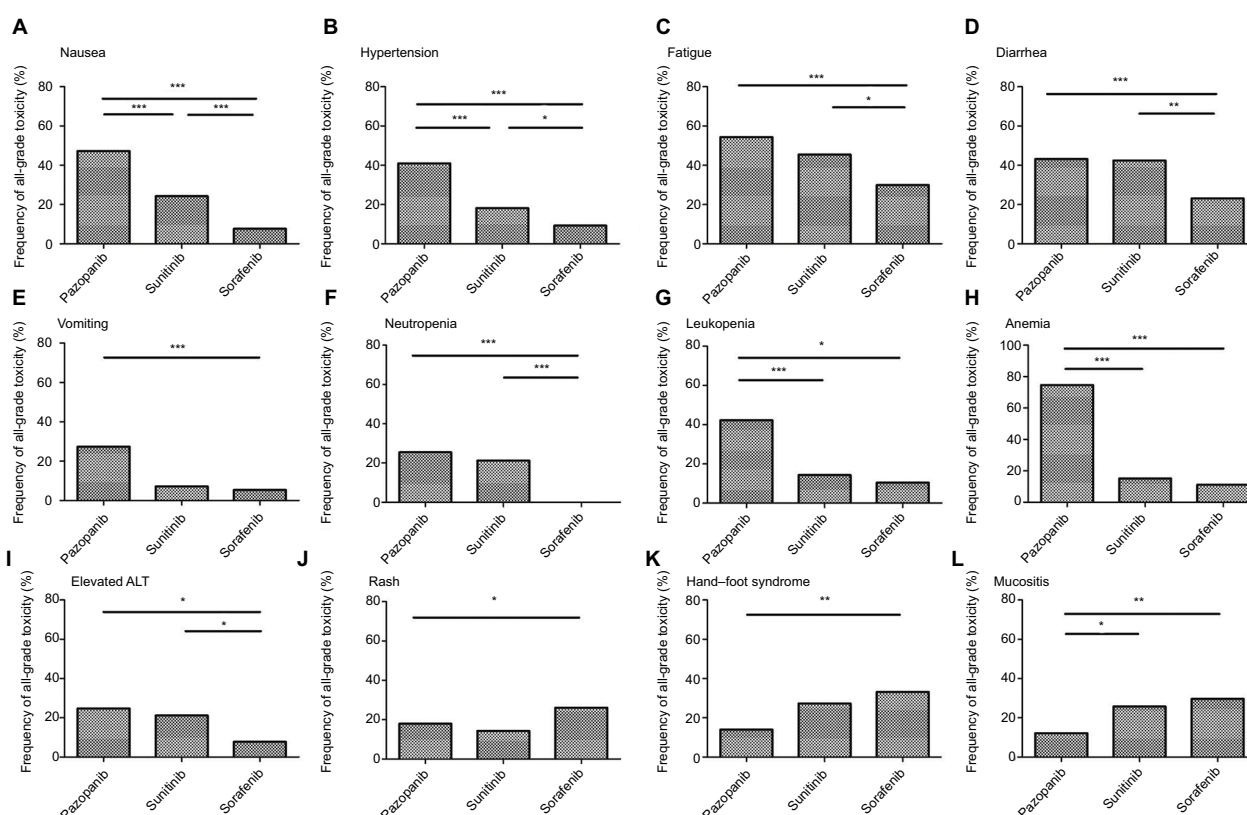 A
Nausea
Frequency of all-grade toxicity (%)
80
60
40
20
0
***
***
***
Pazopanib
Sunitinib
Sorafenib
B
Hypertension
Frequency of all-grade toxicity (%)
80
60
40
20
0
***
***
*
Pazopanib
Sunitinib
Sorafenib
C
Fatigue
Frequency of all-grade toxicity (%)
80
60
40
20
0
***
*
Pazopanib
Sunitinib
Sorafenib
D
Diarrhea
Frequency of all-grade toxicity (%)
80
60
40
20
0
***
**
Pazopanib
Sunitinib
Sorafenib
E
Vomiting
Frequency of all-grade toxicity (%)
80
60
40
20
0
***
Pazopanib
Sunitinib
Sorafenib
F
Neutropenia
Frequency of all-grade toxicity (%)
80
60
40
20
0
***
***
Pazopanib
Sunitinib
Sorafenib
G
Leukopenia
Frequency of all-grade toxicity (%)
80
60
40
20
0
*
***
Pazopanib
Sunitinib
Sorafenib
H
Anemia
Frequency of all-grade toxicity (%)
100
80
60
40
20
0
***
***
Pazopanib
Sunitinib
Sorafenib
I
Elevated ALT
Frequency of all-grade toxicity (%)
80
60
40
20
0
*
*
Pazopanib
Sunitinib
Sorafenib
J
Rash
Frequency of all-grade toxicity (%)
80
60
40
20
0
*
Pazopanib
Sunitinib
Sorafenib
K
Hand–foot syndrome
Frequency of all-grade toxicity (%)
80
60
40
20
0
**
Pazopanib
Sunitinib
Sorafenib
L
Mucositis
Frequency of all-grade toxicity (%)
80
60
40
20
0
**
*
Pazopanib
Sunitinib
Sorafenib